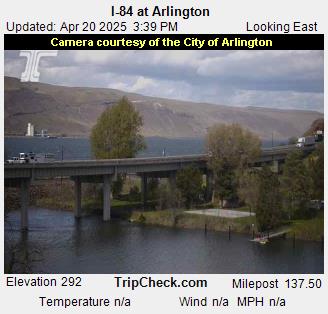 I-84 at Arlington
Updated: Apr 20 2025 3:39 PM Looking East
Camera courtesy of the City of Arlington
Elevation 292 TripCheck.com Milepost 137.50
Temperature n/a Wind n/a MPH n/a